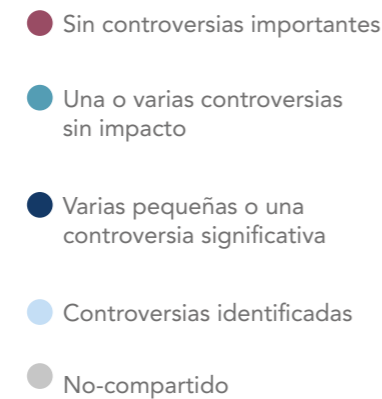 Sin controversias importantes
Una o varias controversias
sin impacto
Varias pequeñas o una
controversia significativa
Controversias identificadas
No-compartido